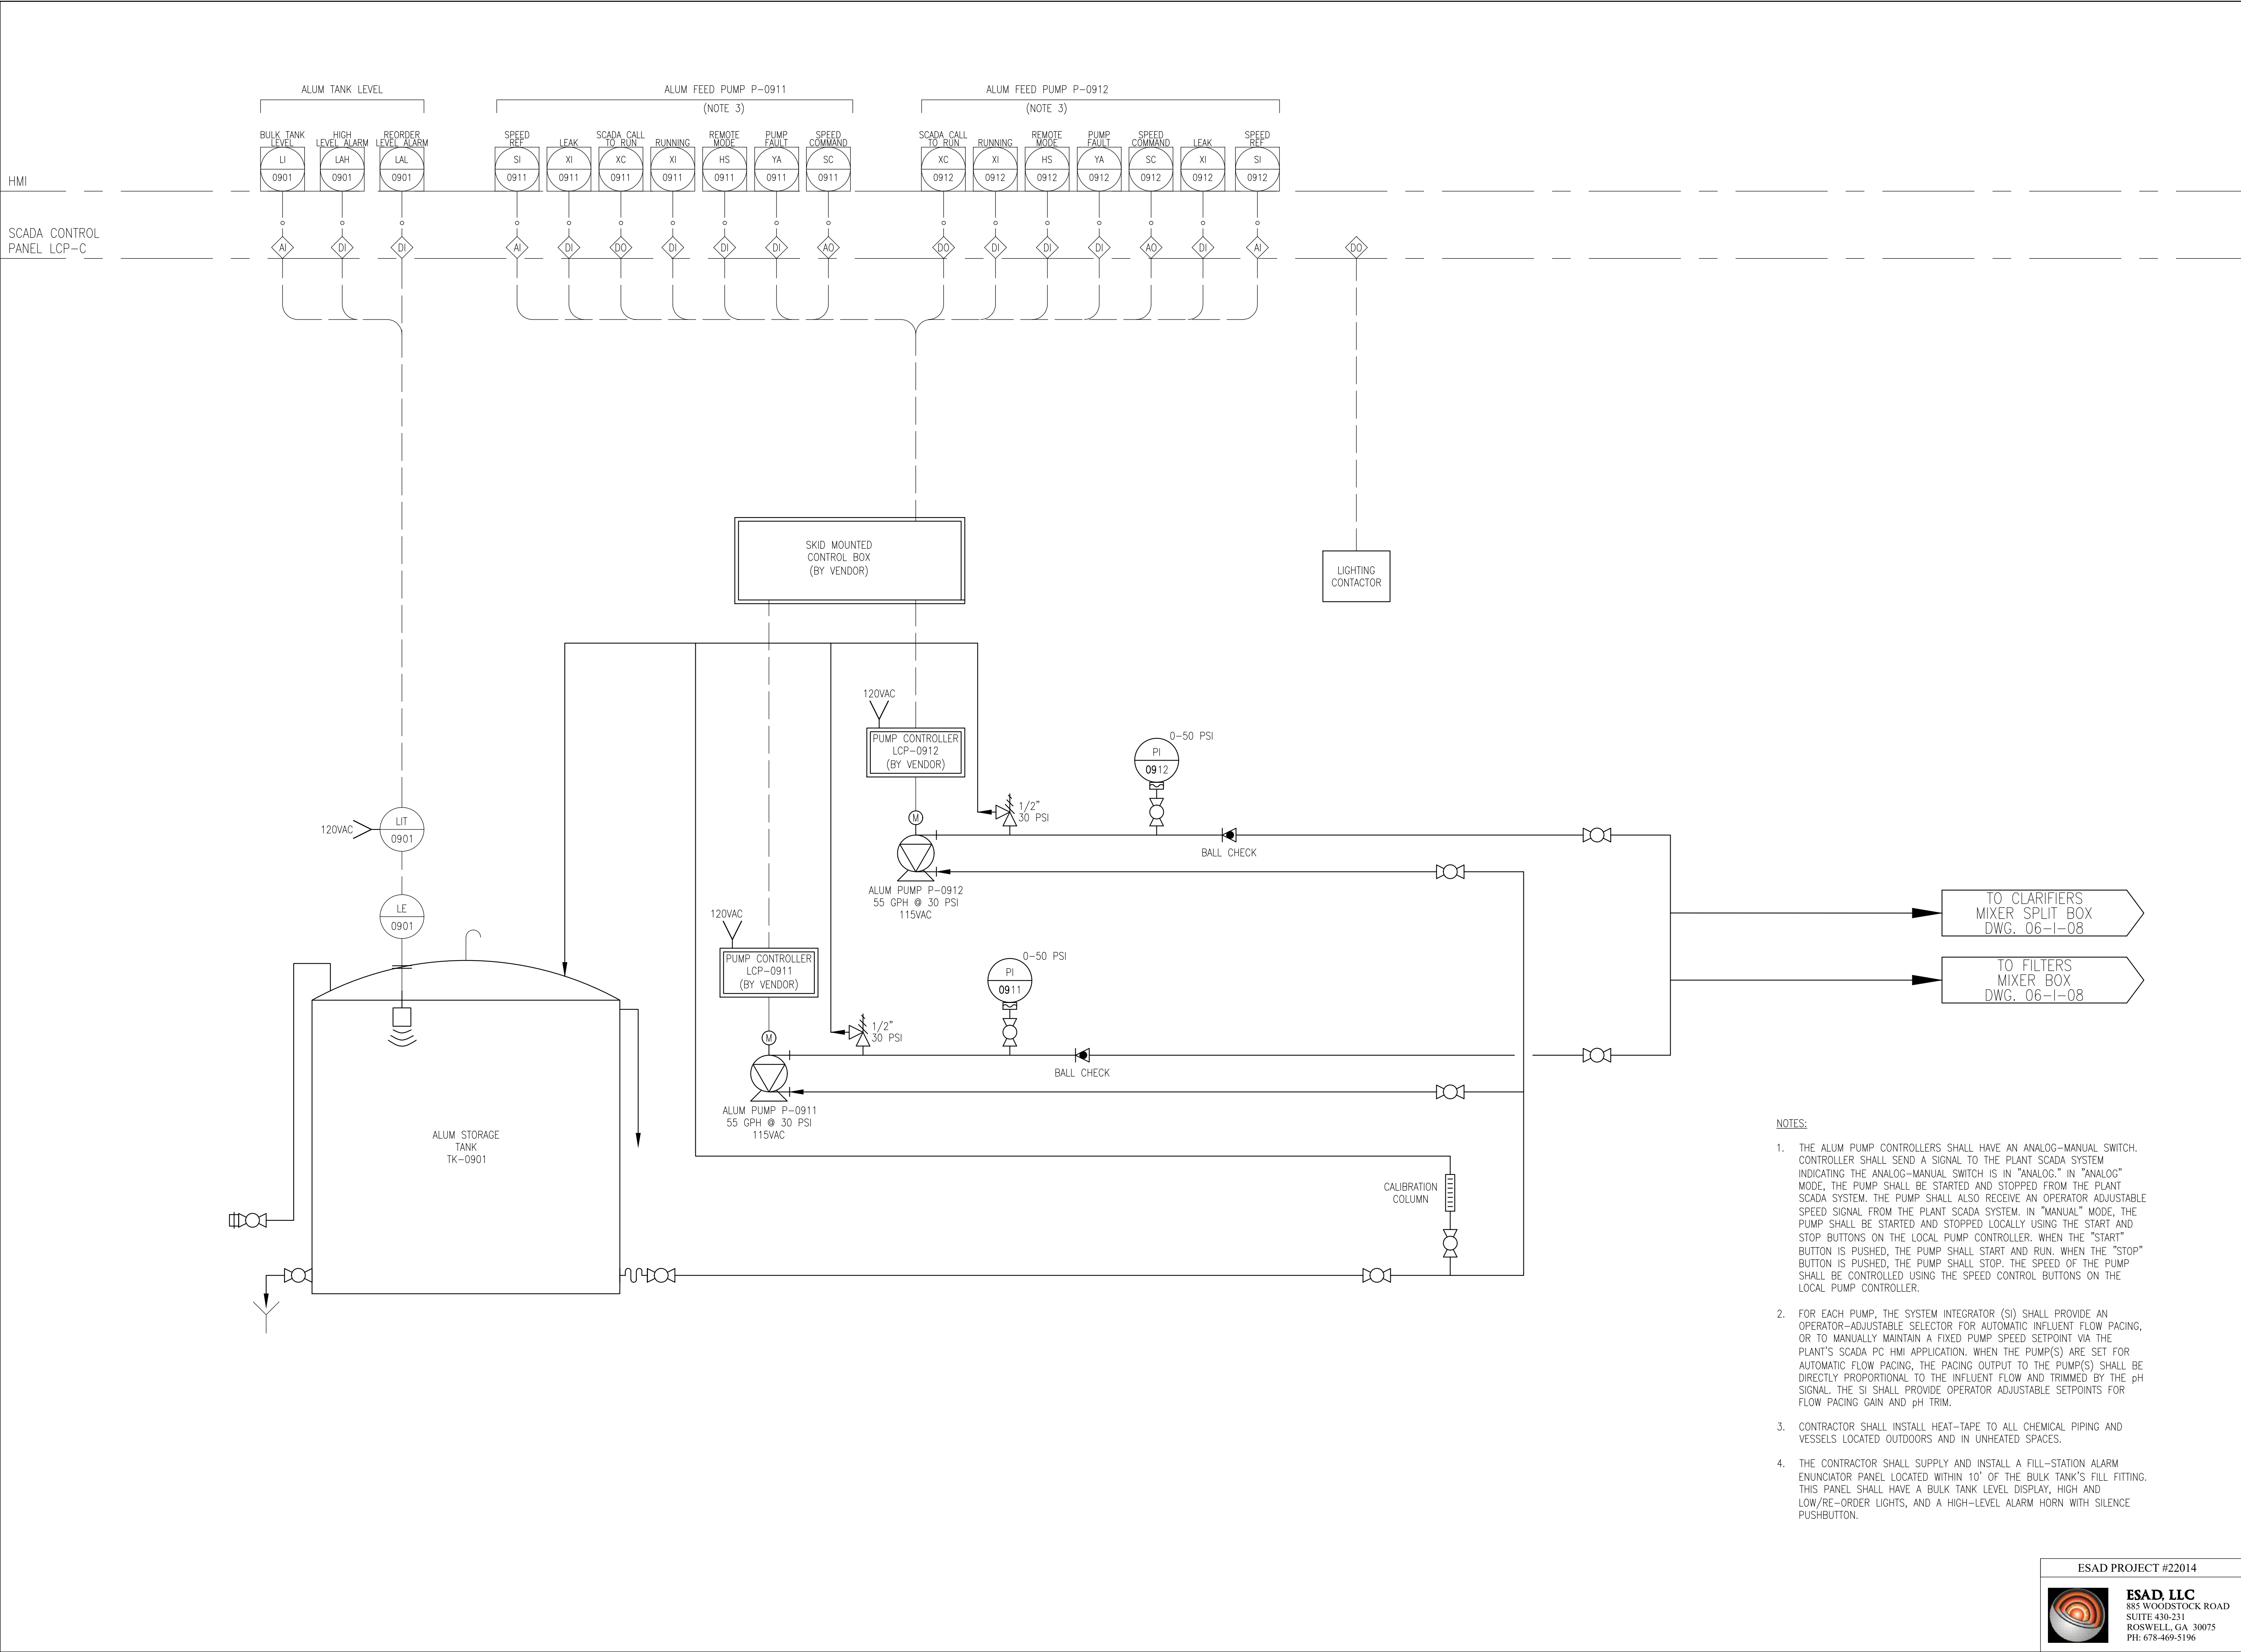 ALUM TANK LEVEL
ALUM FEED PUMP P-0911
(NOTE 3)
ALUM FEED PUMP P-0912
(NOTE 3)
BULK TANK
LEVEL
HIGH
LEVEL ALARM
REORDER
LEVEL ALARM
SPEED
REF
LEAK
SCADA CALL
TO RUN
RUNNING
REMOTE
MODE
PUMP
FAULT
SPEED
COMMAND
SCADA CALL
TO RUN
RUNNING
REMOTE
MODE
PUMP
FAULT
SPEED
COMMAND
LEAK
SPEED
REF
LI
0901
LAH
0901
LAL
0901
SI
0911
XI
0911
XC
0911
XI
0911
HS
0911
YA
0911
SC
0911
XC
0912
XI
0912
HS
0912
YA
0912
SC
0912
XI
0912
SI
0912
HMI
SCADA CONTROL
PANEL LCP-C
AI
DI
DI
AI
DI
DO
DI
DI
DI
AO
DO
DI
DI
DI
AO
DI
AI
DO
SKID MOUNTED
CONTROL BOX
(BY VENDOR)
LIGHTING
CONTACTOR
120VAC
PUMP CONTROLLER
LCP-0912
(BY VENDOR)
0-50 PSI
PI
0912
1/2"
30 PSI
M
BALL CHECK
ALUM PUMP P-0912
55 GPH @ 30 PSI
115VAC
120VAC
LIT
0901
LE
0901
120VAC
PUMP CONTROLLER
LCP-0911
(BY VENDOR)
0-50 PSI
PI
0911
1/2"
30 PSI
M
BALL CHECK
ALUM PUMP P-0911
55 GPH @ 30 PSI
115VAC
TO CLARIFIERS
MIXER SPLIT BOX
DWG. 06-I-08
TO FILTERS
MIXER BOX
DWG. 06-I-08
ALUM STORAGE
TANK
TK-0901
CALIBRATION
COLUMN
NOTES:
1. THE ALUM PUMP CONTROLLERS SHALL HAVE AN ANALOG-MANUAL SWITCH.
CONTROLLER SHALL SEND A SIGNAL TO THE PLANT SCADA SYSTEM
INDICATING THE ANALOG-MANUAL SWITCH IS IN "ANALOG." IN "ANALOG"
MODE, THE PUMP SHALL BE STARTED AND STOPPED FROM THE PLANT
SCADA SYSTEM. THE PUMP SHALL ALSO RECEIVE AN OPERATOR ADJUSTABLE
SPEED SIGNAL FROM THE PLANT SCADA SYSTEM. IN "MANUAL" MODE, THE
PUMP SHALL BE STARTED AND STOPPED LOCALLY USING THE START AND
STOP BUTTONS ON THE LOCAL PUMP CONTROLLER. WHEN THE "START"
BUTTON IS PUSHED, THE PUMP SHALL START AND RUN. WHEN THE "STOP"
BUTTON IS PUSHED, THE PUMP SHALL STOP. THE SPEED OF THE PUMP
SHALL BE CONTROLLED USING THE SPEED CONTROL BUTTONS ON THE
LOCAL PUMP CONTROLLER.
2. FOR EACH PUMP, THE SYSTEM INTEGRATOR (SI) SHALL PROVIDE AN
OPERATOR-ADJUSTABLE SELECTOR FOR AUTOMATIC INFLUENT FLOW PACING,
OR TO MANUALLY MAINTAIN A FIXED PUMP SPEED SETPOINT VIA THE
PLANT'S SCADA PC HMI APPLICATION. WHEN THE PUMP(S) ARE SET FOR
AUTOMATIC FLOW PACING, THE PACING OUTPUT TO THE PUMP(S) SHALL BE
DIRECTLY PROPORTIONAL TO THE INFLUENT FLOW AND TRIMMED BY THE pH
SIGNAL. THE SI SHALL PROVIDE OPERATOR ADJUSTABLE SETPOINTS FOR
FLOW PACING GAIN AND pH TRIM.
3. CONTRACTOR SHALL INSTALL HEAT-TAPE TO ALL CHEMICAL PIPING AND
VESSELS LOCATED OUTDOORS AND IN UNHEATED SPACES.
4. THE CONTRACTOR SHALL SUPPLY AND INSTALL A FILL-STATION ALARM
ENUNCIATOR PANEL LOCATED WITHIN 10' OF THE BULK TANK'S FILL FITTING.
THIS PANEL SHALL HAVE A BULK TANK LEVEL DISPLAY, HIGH AND
LOW/RE-ORDER LIGHTS, AND A HIGH-LEVEL ALARM HORN WITH SILENCE
PUSHBUTTON.
ESAD PROJECT #22014
ESAD, LLC
885 WOODSTOCK ROAD
SUITE 430-231
ROSWELL, GA 30075
PH: 678-469-5196